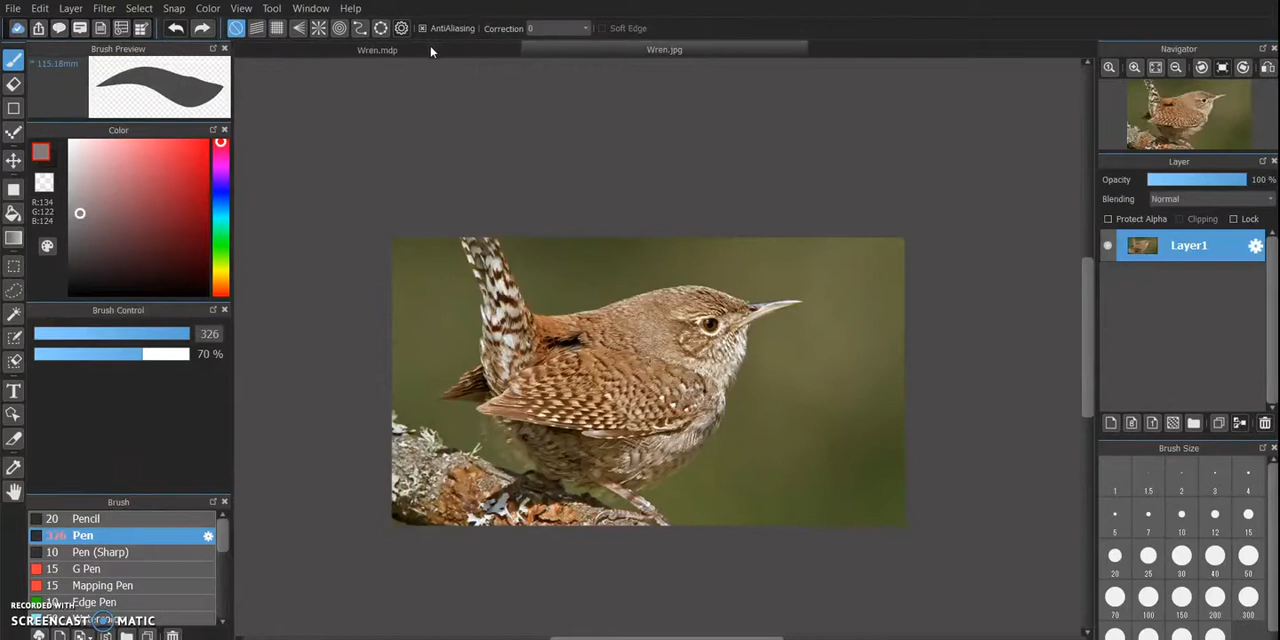 File Edit Filters Select Snap Color View Tool Window Help
AntiAliasing Correction 0 Soft Edge
Wren.mdp Wren.jpg
Brush Preview
115.18mm
Color
R:134
G:122
B:124
Brush Control
326
70 %
Brush
20 Pencil
326 Pen
10 Pen (Sharp)
15 G Pen
15 Mapping Pen
10 Edge Pen
RECORDED WITH
SCREENCAST MATIC
Navigator
Layer
Opacity 100 %
Blending Normal
Protect Alpha Clipping Lock
Layer1
Brush Size
1 1.5 2 3 4
7 10 12 15
20 25 30 40 50
70 100 150 200 300